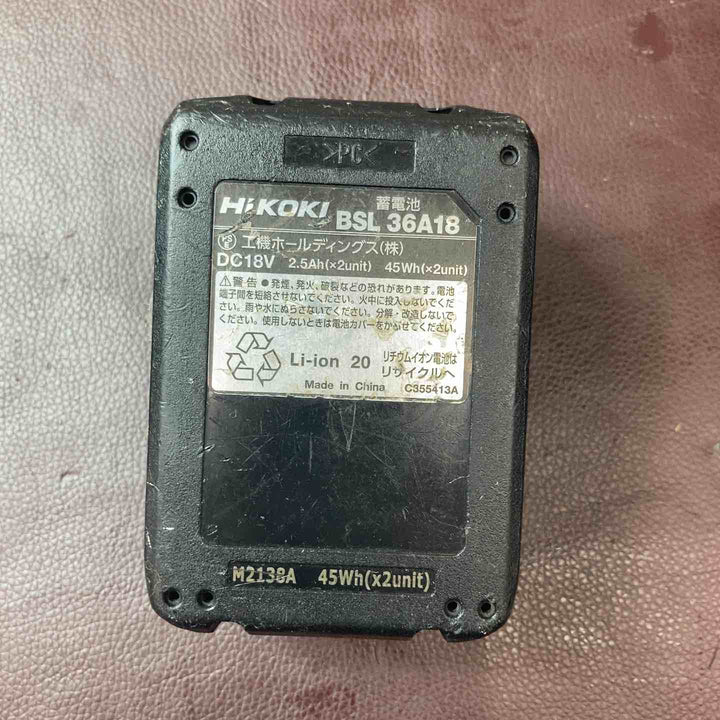 >PC<
HiKOKI 蓄電池
BSL 36A18
PSE 工機ホールディングス(株)
DC18V 2.5Ah(×2unit) 45Wh(×2unit)
⚠警告 ●発煙、発火、破裂などの恐れがあります。電池
端子間を短絡させないでください。火中に投入しないでくだ
さい。雨や水にぬらさないでください。分解・改造しないで
ください。使用しないときは電池カバーをかぶせてください。
Li-ion 20 リチウムイオン電池は
リサイクルへ
Made in China C355413A
M2138A 45Wh(x2unit)